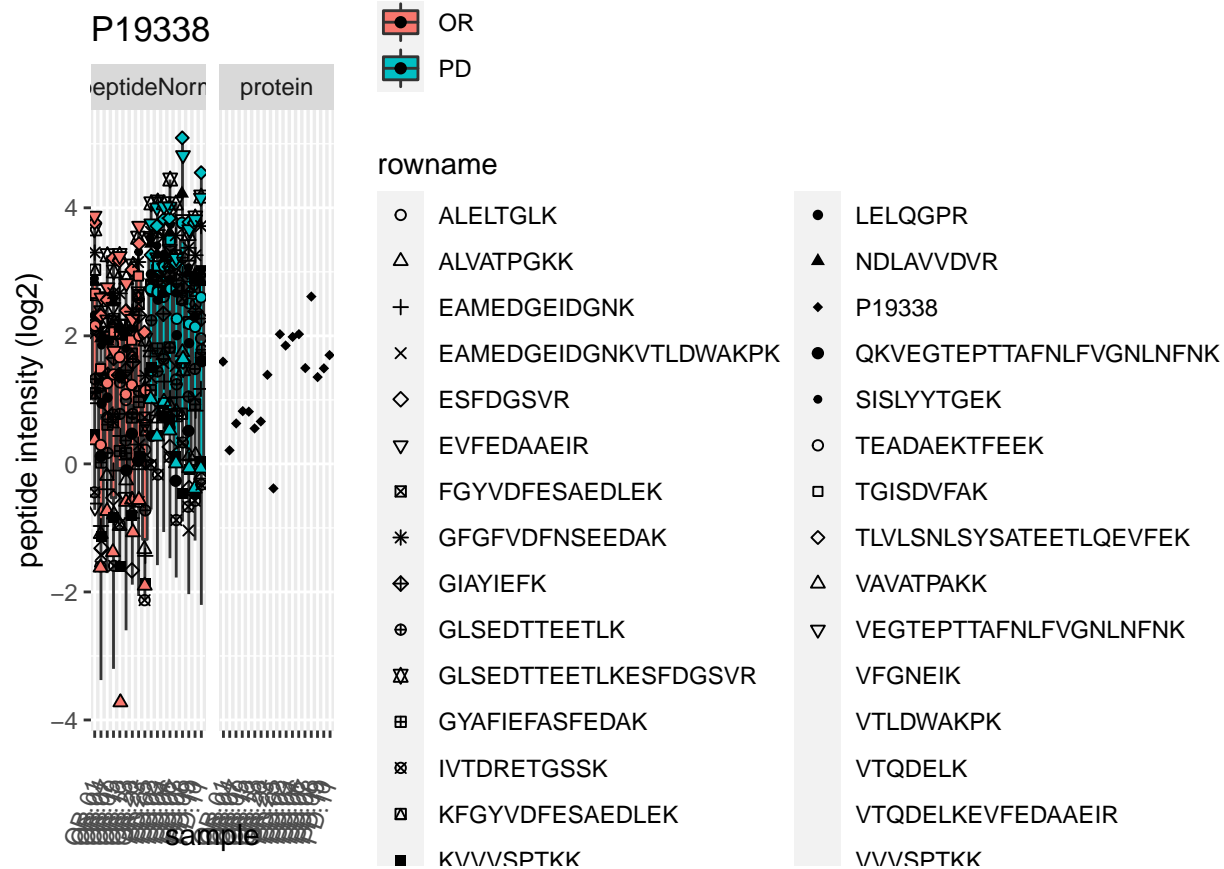 P19338
OR
PD
eptideNorm
protein
peptide intensity (log2)
4
2
0
−2
−4
sample
rowname
ALELTGLK
ALVATPGKK
EAMEDGEIDGNK
EAMEDGEIDGNKVTLDWAKPK
ESFDGSVR
EVFEDAAEIR
FGYVDFESAEDLEK
GFGFVDFNSEEDAK
GIAYIEFK
GLSEDTTEETLK
GLSEDTTEETLKESFDGSVR
GYAFIEFASFEDAK
IVTDRETGSSK
KFGYVDFESAEDLEK
KVVVSPTKK
LELQGPR
NDLAVVDVR
P19338
QKVEGTEPTTAFNLFVGNLNFNK
SISLYYTGEK
TEADAEKTFEEK
TGISDVFAK
TLVLSNLSYSATEETLQEVFEK
VAVATPAKK
VEGTEPTTAFNLFVGNLNFNK
VFGNEIK
VTLDWAKPK
VTQDELK
VTQDELKEVFEDAAEIR
VVVSPTKK